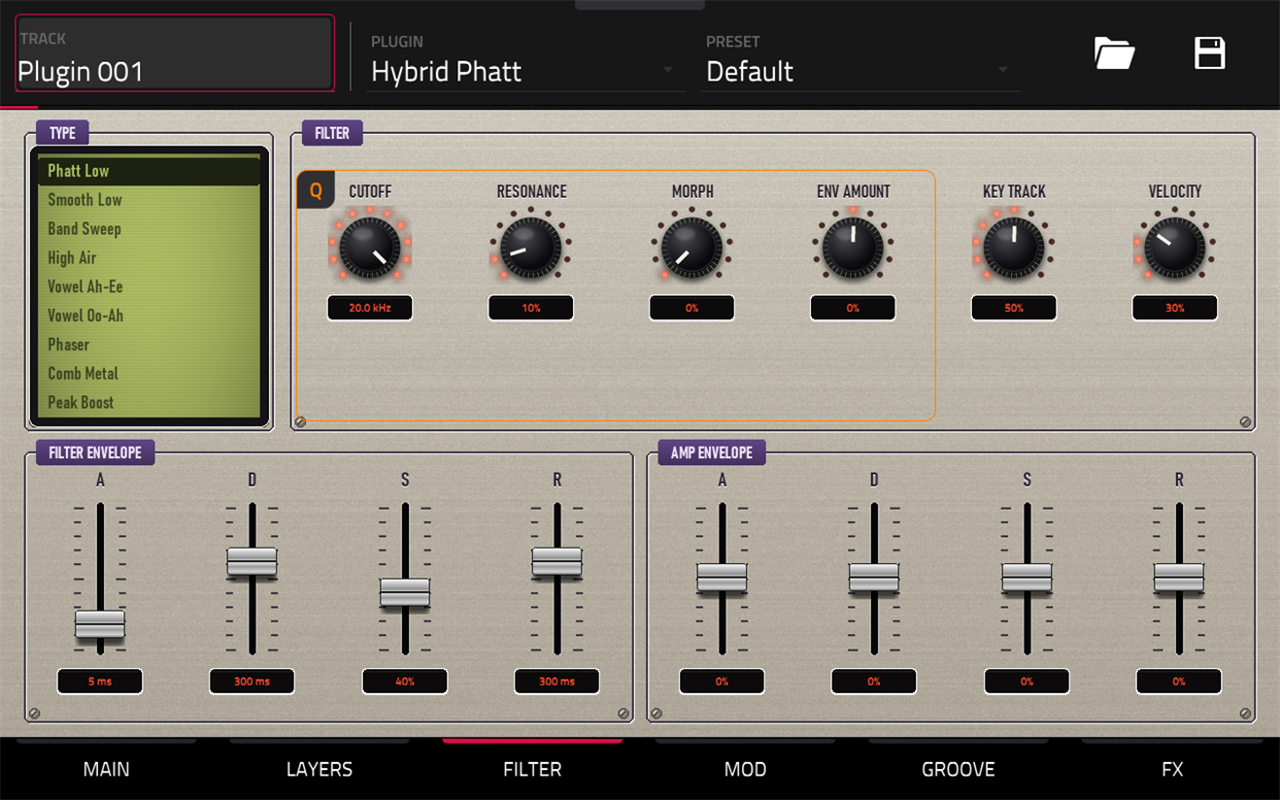 TRACK
Plugin 001
PLUGIN
Hybrid Phatt
PRESET
Default
TYPE
Phatt Low
Smooth Low
Band Sweep
High Air
Vowel Ah-Ee
Vowel Oo-Ah
Phaser
Comb Metal
Peak Boost
FILTER
Q
CUTOFF RESONANCE MORPH ENV AMOUNT KEY TRACK VELOCITY
20.0 kHz 10% 0% 0% 50% 30%
FILTER ENVELOPE
A D S R
5 ms 300 ms 40% 300 ms
AMP ENVELOPE
A D S R
0% 0% 0% 0%
MAIN LAYERS FILTER MOD GROOVE FX